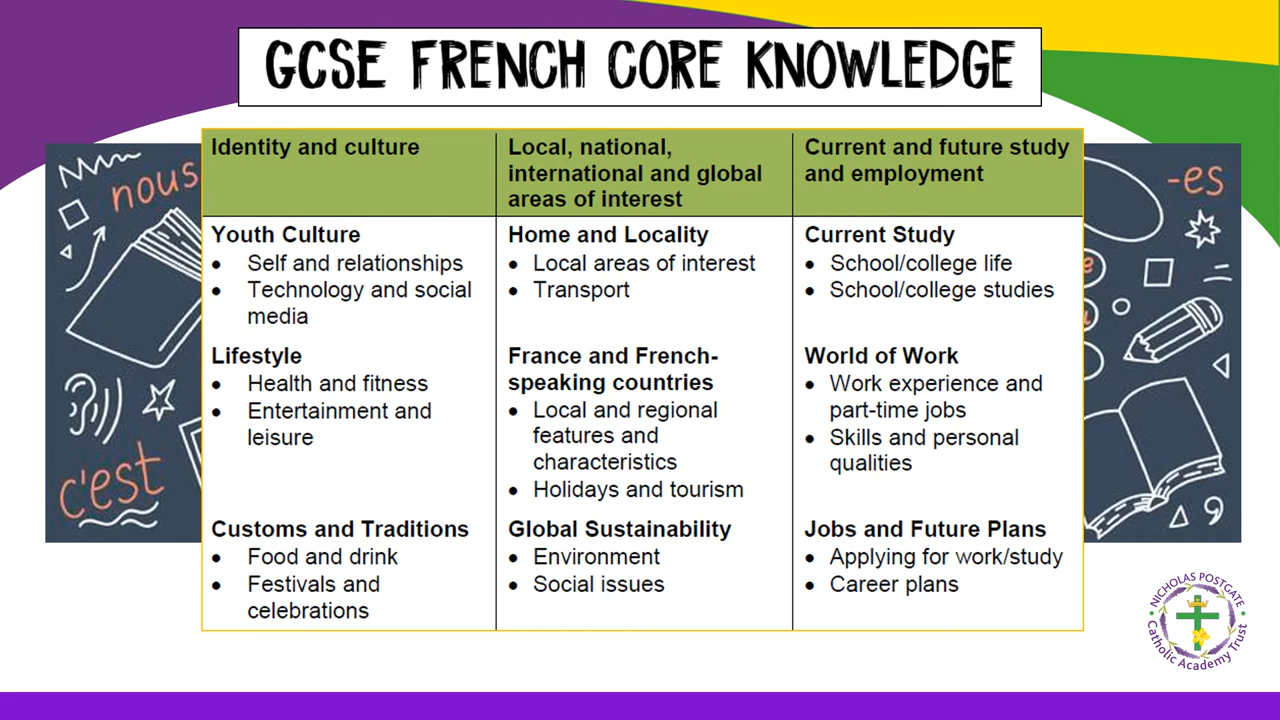 GCSE FRENCH CORE KNOWLEDGE
nous
c'est
Identity and culture
Youth Culture
• Self and relationships
• Technology and social
media
Lifestyle
• Health and fitness
• Entertainment and
leisure
Customs and Traditions
• Food and drink
• Festivals and
celebrations
Local, national,
international and global
areas of interest
Home and Locality
• Local areas of interest
• Transport
France and French-
speaking countries
• Local and regional
features and
characteristics
• Holidays and tourism
Global Sustainability
• Environment
• Social issues
Current and future study
and employment
Current Study
• School/college life
• School/college studies
World of Work
• Work experience and
part-time jobs
• Skills and personal
qualities
Jobs and Future Plans
• Applying for work/study
• Career plans
-es
NICHOLAS POSTGATE
Catholic Academy Trust